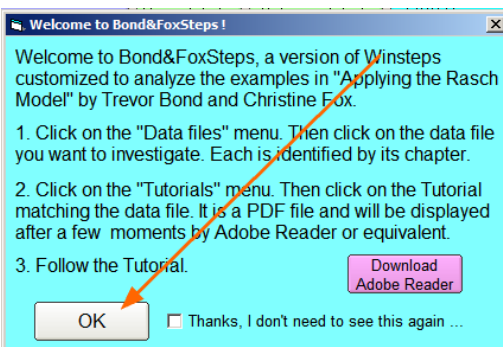 Welcome to Bond&FoxSteps !
Welcome to Bond&FoxSteps, a version of Winsteps
customized to analyze the examples in "Applying the Rasch
Model" by Trevor Bond and Christine Fox.
1. Click on the "Data files" menu. Then click on the data file
you want to investigate. Each is identified by its chapter.
2. Click on the "Tutorials" menu. Then click on the Tutorial
matching the data file. It is a PDF file and will be displayed
after a few moments by Adobe Reader or equivalent.
3. Follow the Tutorial.
Download
Adobe Reader
OK
Thanks, I don't need to see this again ...